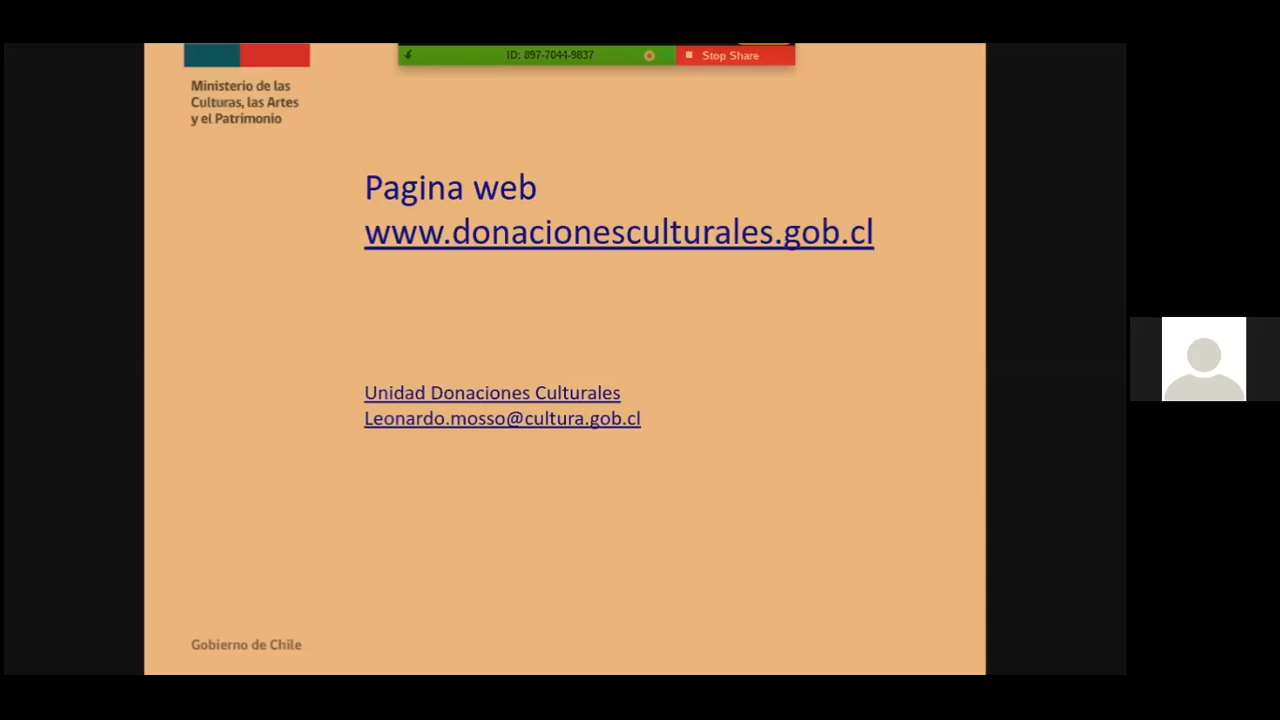 ID: 897-7044-9837
Stop Share
Ministerio de las
Culturas, las Artes
y el Patrimonio
Pagina web
www.donacionesculturales.gob.cl
Unidad Donaciones Culturales
Leonardo.mosso@cultura.gob.cl
Gobierno de Chile